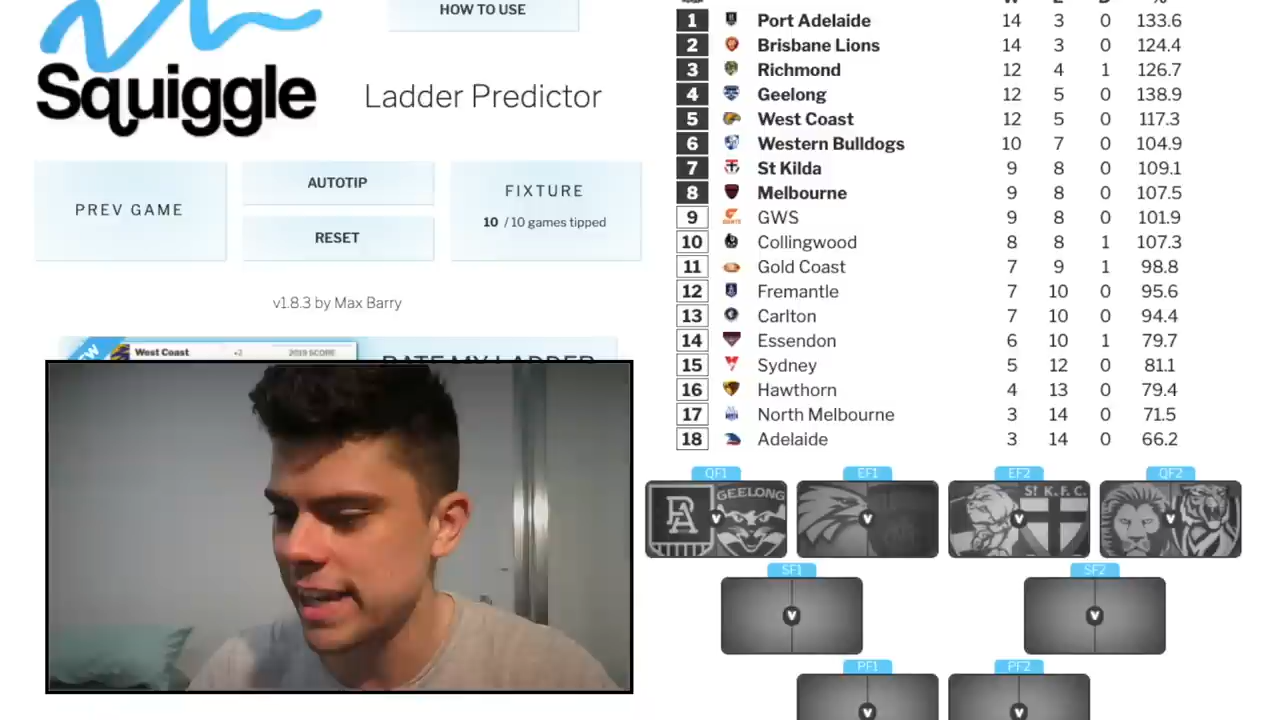 HOW TO USE
Squiggle
Ladder Predictor
PREV GAME
AUTOTIP
RESET
FIXTURE
10 / 10 games tipped
v1.8.3 by Max Barry
West Coast +2 2019 SCORE
RATE MY LADDER
W L D %
1 Port Adelaide 14 3 0 133.6
2 Brisbane Lions 14 3 0 124.4
3 Richmond 12 4 1 126.7
4 Geelong 12 5 0 138.9
5 West Coast 12 5 0 117.3
6 Western Bulldogs 10 7 0 104.9
7 St Kilda 9 8 0 109.1
8 Melbourne 9 8 0 107.5
9 GWS 9 8 0 101.9
10 Collingwood 8 8 1 107.3
11 Gold Coast 7 9 1 98.8
12 Fremantle 7 10 0 95.6
13 Carlton 7 10 0 94.4
14 Essendon 6 10 1 79.7
15 Sydney 5 12 0 81.1
16 Hawthorn 4 13 0 79.4
17 North Melbourne 3 14 0 71.5
18 Adelaide 3 14 0 66.2
QF1 EF1 EF2 QF2
PA V GEELONG V V St K.F.C. V
SF1 SF2
V V
PF1 PF2
V V